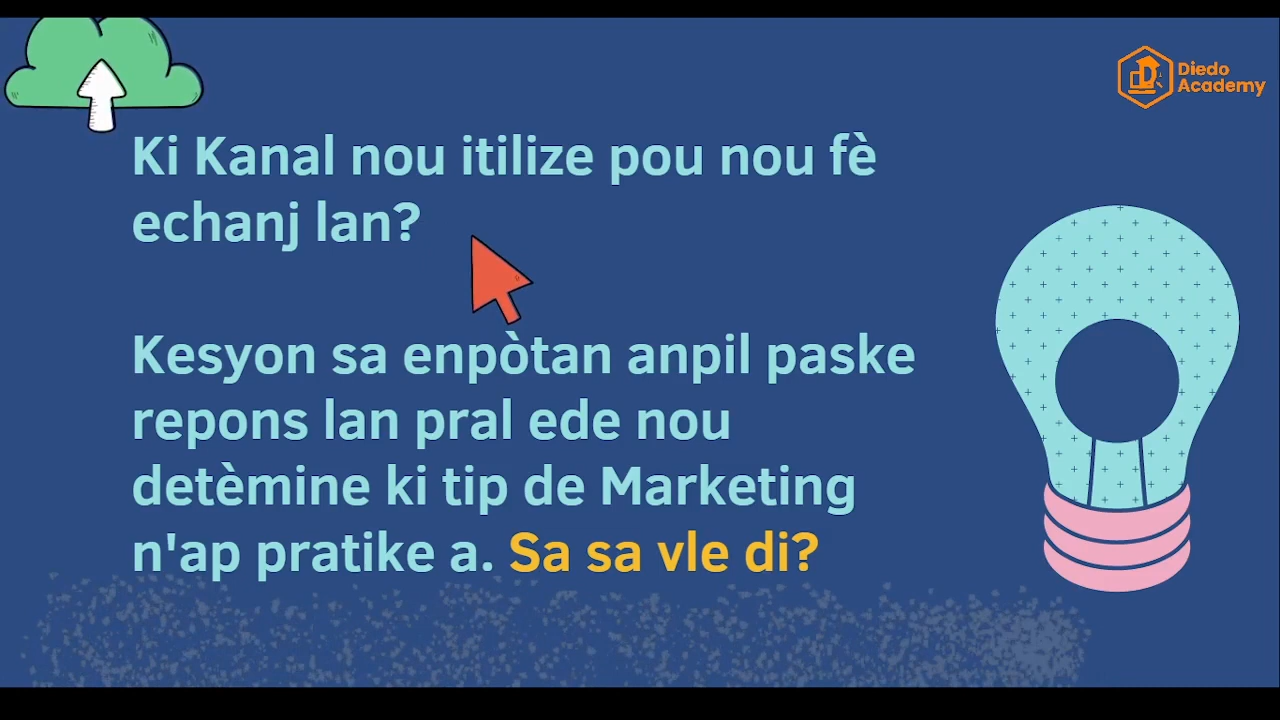 Diedo
Academy
Ki Kanal nou itilize pou nou fè
echanj lan?
Kesyon sa enpòtan anpil paske
repons lan pral ede nou
detèmine ki tip de Marketing
n'ap pratike a. Sa sa vle di?